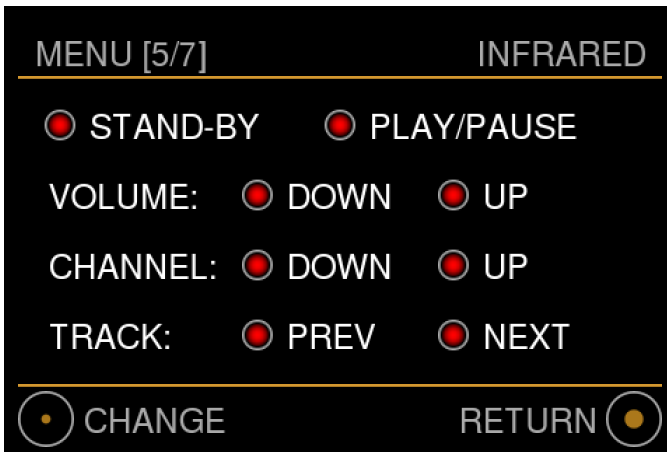 MENU [5/7] INFRARED
STAND-BY PLAY/PAUSE
VOLUME: DOWN UP
CHANNEL: DOWN UP
TRACK: PREV NEXT
CHANGE RETURN